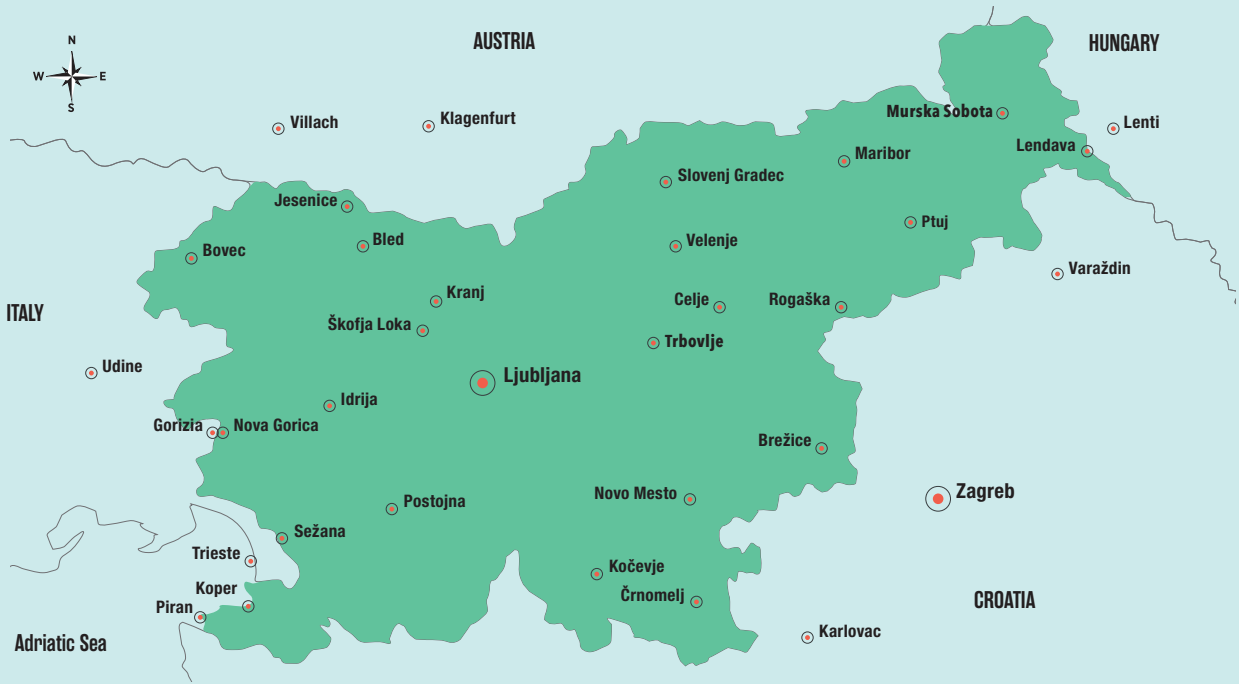 AUSTRIA
HUNGARY
N
W E
S
Villach
Klagenfurt
Murska Sobota
Lenti
Lendava
Maribor
Slovenj Gradec
Jesenice
Ptuj
Bled
Velenje
Bovec
Varaždin
Kranj
Celje
Rogaška
ITALY
Škofja Loka
Trbovlje
Udine
Ljubljana
Idrija
Gorizia
Nova Gorica
Brežice
Zagreb
Novo Mesto
Postojna
Sežana
Trieste
Kočevje
Koper
Črnomelj
CROATIA
Piran
Karlovac
Adriatic Sea